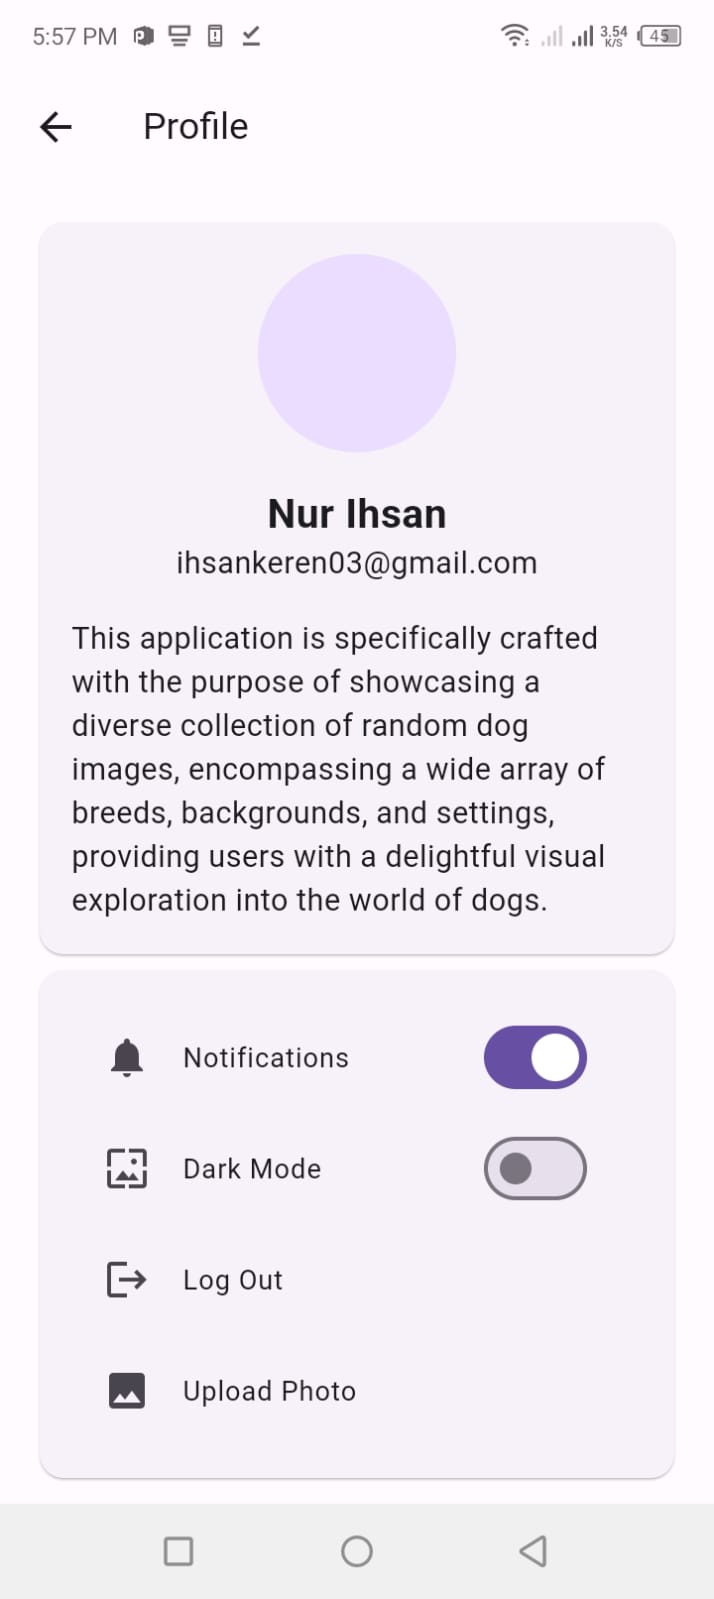 5:57 PM 3.54 K/S 45
Profile
Nur Ihsan
ihsankeren03@gmail.com
This application is specifically crafted
with the purpose of showcasing a
diverse collection of random dog
images, encompassing a wide array of
breeds, backgrounds, and settings,
providing users with a delightful visual
exploration into the world of dogs.
Notifications
Dark Mode
Log Out
Upload Photo